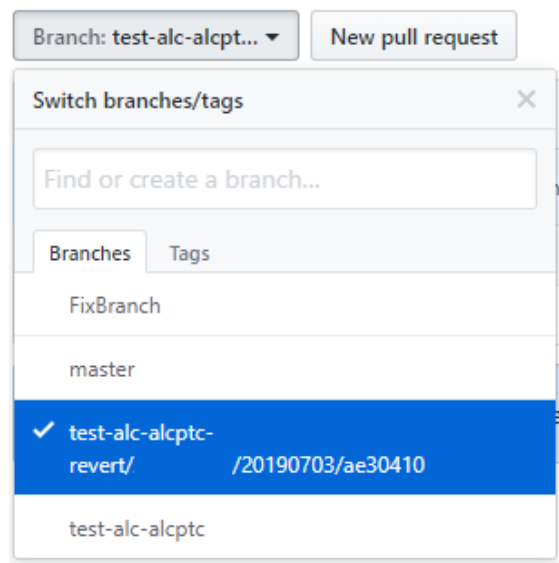 Branch: test-alc-alcpt...
New pull request
Switch branches/tags
Find or create a branch...
Branches
Tags
FixBranch
master
test-alc-alcptc-
revert/ /20190703/ae30410
test-alc-alcptc